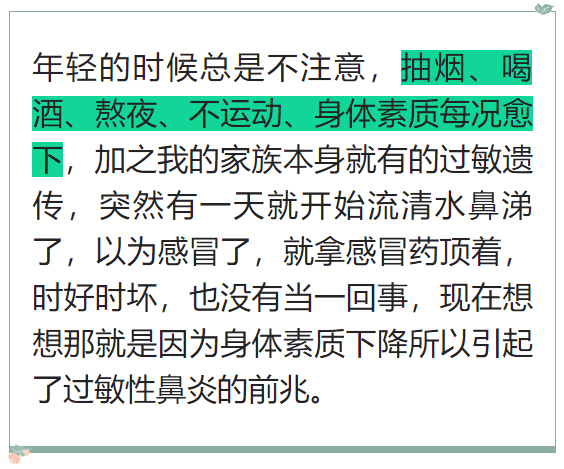 年轻的时候总是不注意，抽烟、喝
酒、熬夜、不运动、身体素质每况愈
下，加之我的家族本身就有的过敏遗
传，突然有一天就开始流清水鼻涕
了，以为感冒了，就拿感冒药顶着，
时好时坏，也没有当一回事，现在想
想那就是因为身体素质下降所以引起
了过敏性鼻炎的前兆。